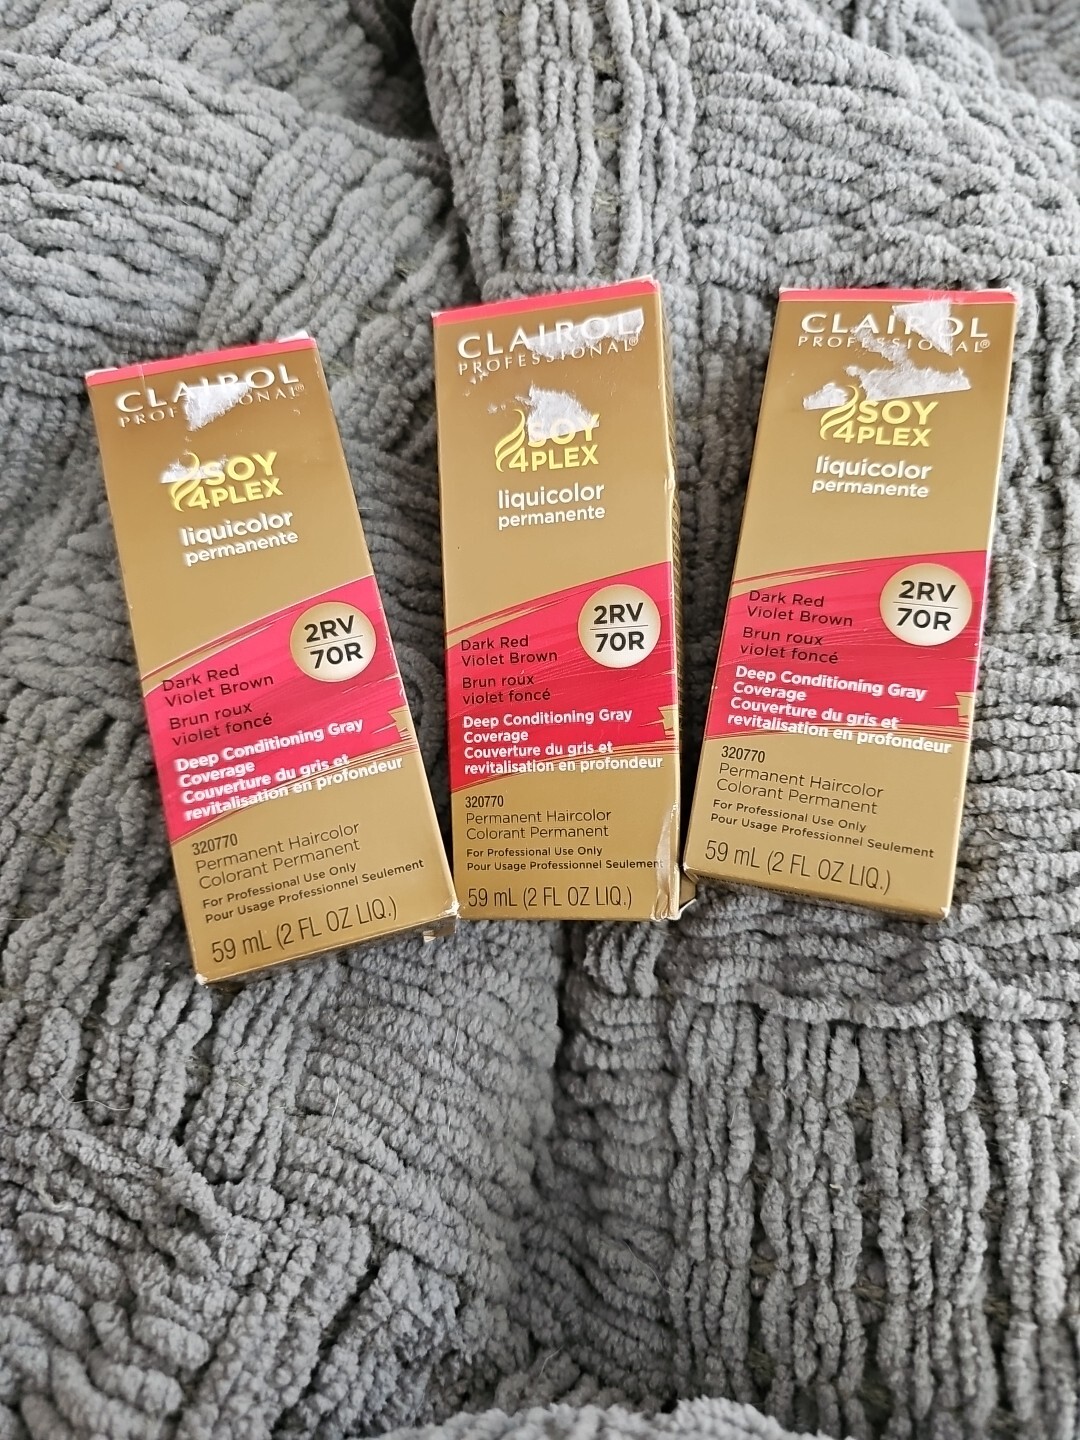 CLAIROL
PROFESSIONAL®
SOY
4PLEX
liquicolor
permanente
2RV
70R
Dark Red
Violet Brown
Brun roux
violet foncé
Deep Conditioning Gray
Coverage
Couverture du gris et
revitalisation en profondeur
320770
Permanent Haircolor
Colorant Permanent
For Professional Use Only
Pour Usage Professionnel Seulement
59 mL (2 FL OZ LIQ.)
CLAIROL
PROFESSIONAL®
SOY
4PLEX
liquicolor
permanente
2RV
70R
Dark Red
Violet Brown
Brun roux
violet foncé
Deep Conditioning Gray
Coverage
Couverture du gris et
revitalisation en profondeur
320770
Permanent Haircolor
Colorant Permanent
For Professional Use Only
Pour Usage Professionnel Seulement
59 mL (2 FL OZ LIQ.)
CLAIROL
PROFESSIONAL®
SOY
4PLEX
liquicolor
permanente
2RV
70R
Dark Red
Violet Brown
Brun roux
violet foncé
Deep Conditioning Gray
Coverage
Couverture du gris et
revitalisation en profondeur
320770
Permanent Haircolor
Colorant Permanent
For Professional Use Only
Pour Usage Professionnel Seulement
59 mL (2 FL OZ LIQ.)